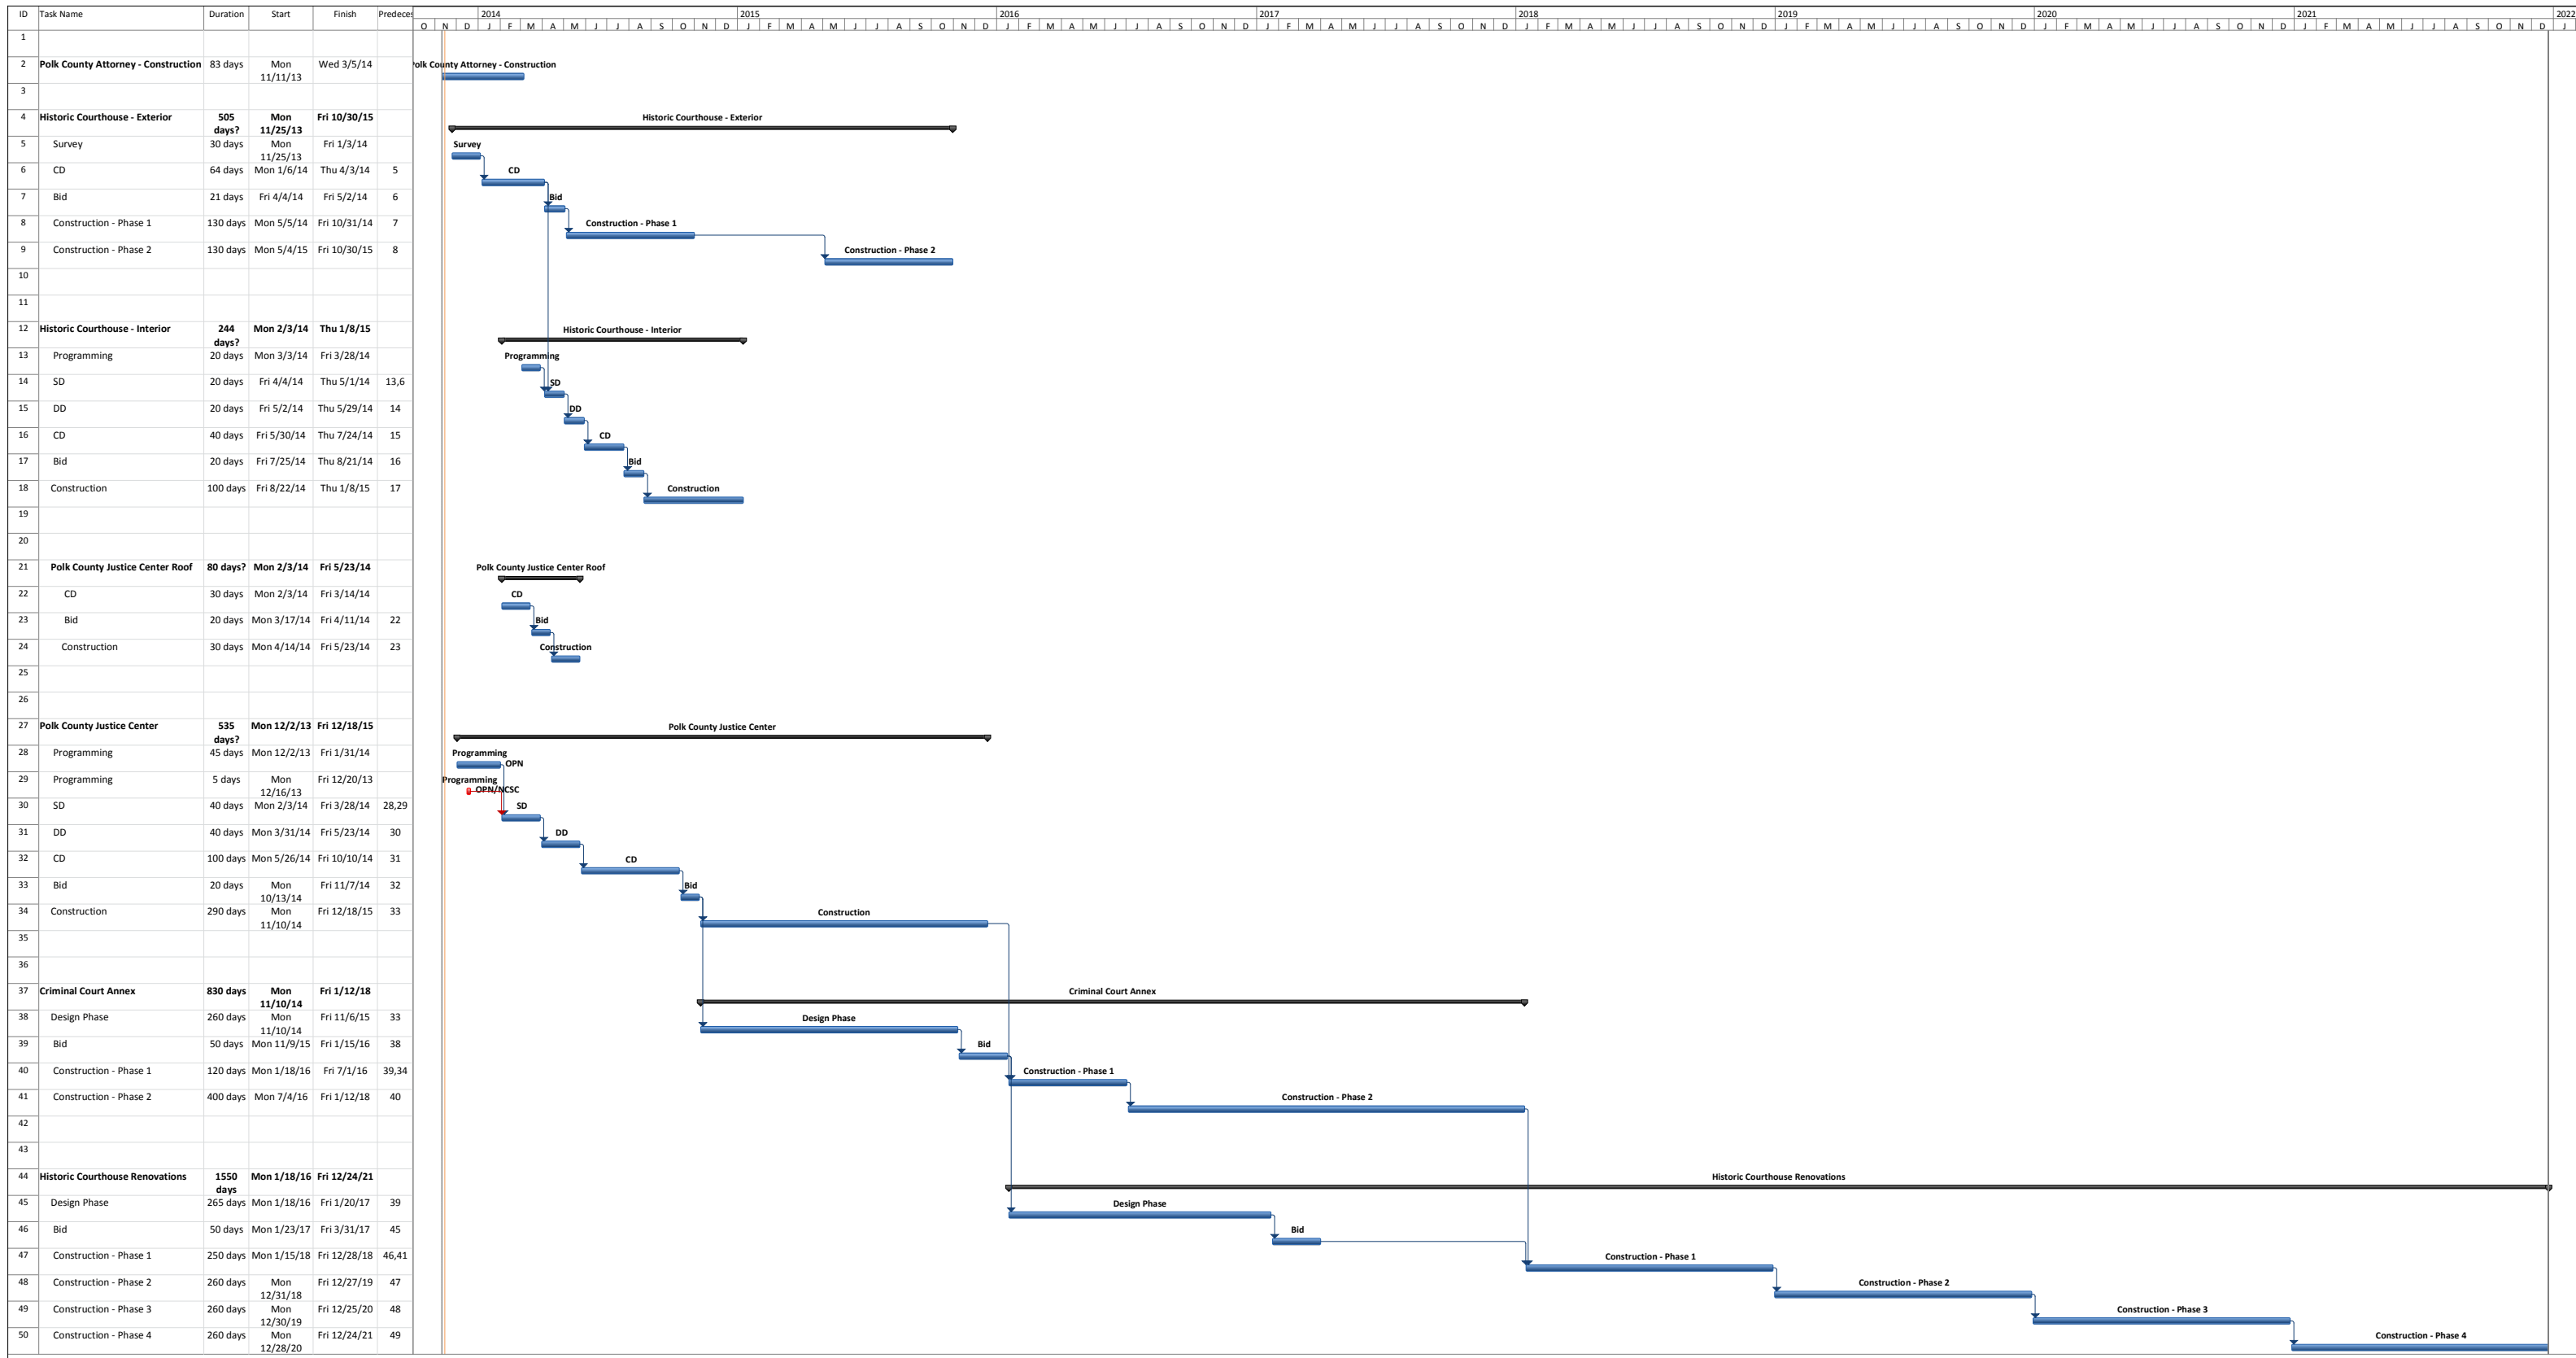 ID Task Name Duration Start Finish Predeces
2014 2015 2016 2017 2018 2019 2020 2021 2022
O N D J F M A M J J A S O N D J F M A M J J A S O N D J F M A M J J A S O N D J F M A M J J A S O N D J F M A M J J A S O N D J F M A M J J A S O N D J F M A M J J A S O N D J F M A M J J A S O N D J
1
2 Polk County Attorney - Construction 83 days Mon 11/11/13 Wed 3/5/14
Polk County Attorney - Construction
3
4 Historic Courthouse - Exterior 505 days? Mon 11/25/13 Fri 10/30/15
Historic Courthouse - Exterior
5 Survey 30 days Mon 11/25/13 Fri 1/3/14
Survey
6 CD 64 days Mon 1/6/14 Thu 4/3/14 5
CD
7 Bid 21 days Fri 4/4/14 Fri 5/2/14 6
Bid
8 Construction - Phase 1 130 days Mon 5/5/14 Fri 10/31/14 7
Construction - Phase 1
9 Construction - Phase 2 130 days Mon 5/4/15 Fri 10/30/15 8
Construction - Phase 2
10
11
12 Historic Courthouse - Interior 244 days? Mon 2/3/14 Thu 1/8/15
Historic Courthouse - Interior
13 Programming 20 days Mon 3/3/14 Fri 3/28/14
Programming
14 SD 20 days Fri 4/4/14 Thu 5/1/14 13,6
SD
15 DD 20 days Fri 5/2/14 Thu 5/29/14 14
DD
16 CD 40 days Fri 5/30/14 Thu 7/24/14 15
CD
17 Bid 20 days Fri 7/25/14 Thu 8/21/14 16
Bid
18 Construction 100 days Fri 8/22/14 Thu 1/8/15 17
Construction
19
20
21 Polk County Justice Center Roof 80 days? Mon 2/3/14 Fri 5/23/14
Polk County Justice Center Roof
22 CD 30 days Mon 2/3/14 Fri 3/14/14
CD
23 Bid 20 days Mon 3/17/14 Fri 4/11/14 22
Bid
24 Construction 30 days Mon 4/14/14 Fri 5/23/14 23
Construction
25
26
27 Polk County Justice Center 535 days? Mon 12/2/13 Fri 12/18/15
Polk County Justice Center
28 Programming 45 days Mon 12/2/13 Fri 1/31/14
Programming
OPN
29 Programming 5 days Mon 12/16/13 Fri 12/20/13
Programming
OPN/NCSC
30 SD 40 days Mon 2/3/14 Fri 3/28/14 28,29
SD
31 DD 40 days Mon 3/31/14 Fri 5/23/14 30
DD
32 CD 100 days Mon 5/26/14 Fri 10/10/14 31
CD
33 Bid 20 days Mon 10/13/14 Fri 11/7/14 32
Bid
34 Construction 290 days Mon 11/10/14 Fri 12/18/15 33
Construction
35
36
37 Criminal Court Annex 830 days Mon 11/10/14 Fri 1/12/18
Criminal Court Annex
38 Design Phase 260 days Mon 11/10/14 Fri 11/6/15 33
Design Phase
39 Bid 50 days Mon 11/9/15 Fri 1/15/16 38
Bid
40 Construction - Phase 1 120 days Mon 1/18/16 Fri 7/1/16 39,34
Construction - Phase 1
41 Construction - Phase 2 400 days Mon 7/4/16 Fri 1/12/18 40
Construction - Phase 2
42
43
44 Historic Courthouse Renovations 1550 days Mon 1/18/16 Fri 12/24/21
Historic Courthouse Renovations
45 Design Phase 265 days Mon 1/18/16 Fri 1/20/17 39
Design Phase
46 Bid 50 days Mon 1/23/17 Fri 3/31/17 45
Bid
47 Construction - Phase 1 250 days Mon 1/15/18 Fri 12/28/18 46,41
Construction - Phase 1
48 Construction - Phase 2 260 days Mon 12/31/18 Fri 12/27/19 47
Construction - Phase 2
49 Construction - Phase 3 260 days Mon 12/30/19 Fri 12/25/20 48
Construction - Phase 3
50 Construction - Phase 4 260 days Mon 12/28/20 Fri 12/24/21 49
Construction - Phase 4